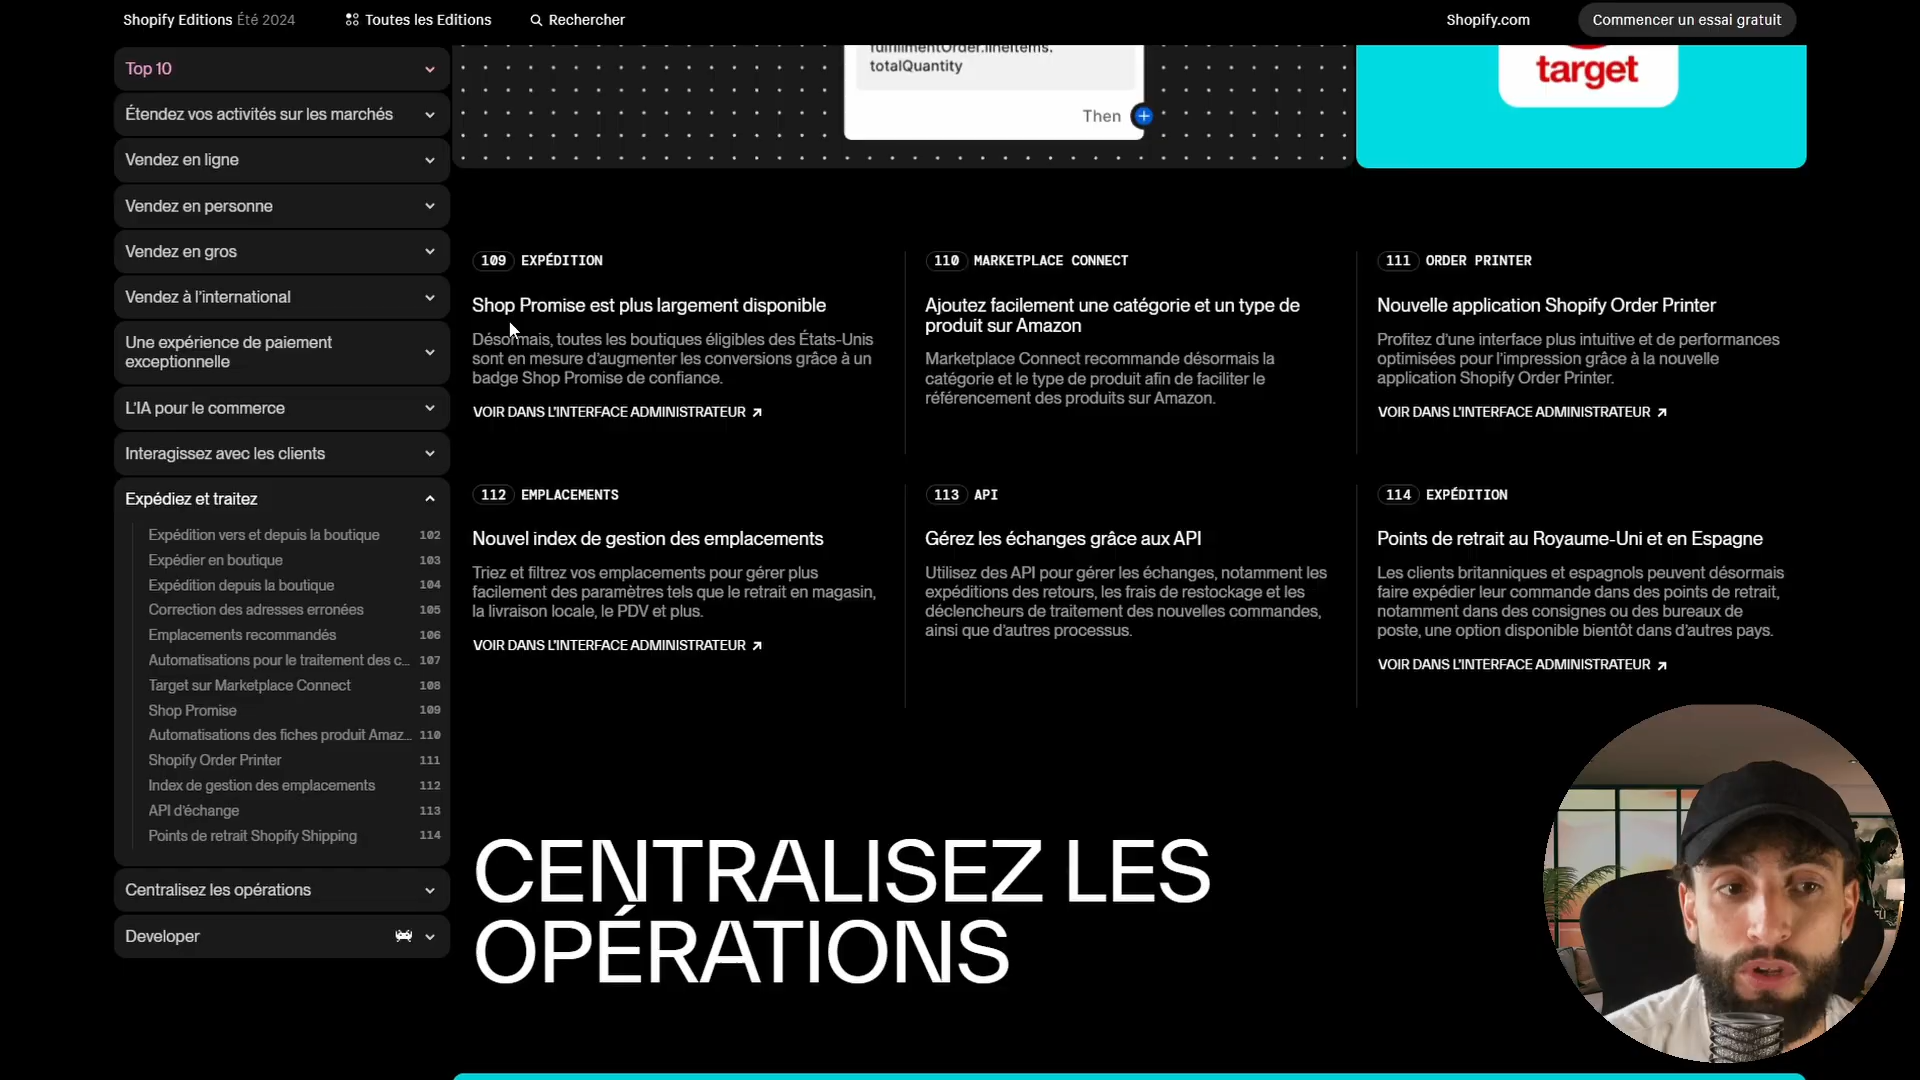 Shopify Editions Été 2024
Toutes les Editions
Rechercher
Shopify.com
Commencer un essai gratuit
Top 10
Étendez vos activités sur les marchés
Vendez en ligne
Vendez en personne
Vendez en gros
Vendez à l'international
Une expérience de paiement
exceptionnelle
L'IA pour le commerce
Interagissez avec les clients
Expédiez et traitez
Expédition vers et depuis la boutique 102
Expédier en boutique 103
Expédition depuis la boutique 104
Correction des adresses erronées 105
Emplacements recommandés 106
Automatisations pour le traitement des c... 107
Target sur Marketplace Connect 108
Shop Promise 109
Automatisations des fiches produit Amaz... 110
Shopify Order Printer 111
Index de gestion des emplacements 112
API d'échange 113
Points de retrait Shopify Shipping 114
Centralisez les opérations
Developer
fulfillmentOrder.lineItems.
totalQuantity
Then
target
109 EXPÉDITION
Shop Promise est plus largement disponible
Désormais, toutes les boutiques éligibles des États-Unis
sont en mesure d'augmenter les conversions grâce à un
badge Shop Promise de confiance.
VOIR DANS L'INTERFACE ADMINISTRATEUR
110 MARKETPLACE CONNECT
Ajoutez facilement une catégorie et un type de
produit sur Amazon
Marketplace Connect recommande désormais la
catégorie et le type de produit afin de faciliter le
référencement des produits sur Amazon.
111 ORDER PRINTER
Nouvelle application Shopify Order Printer
Profitez d'une interface plus intuitive et de performances
optimisées pour l'impression grâce à la nouvelle
application Shopify Order Printer.
VOIR DANS L'INTERFACE ADMINISTRATEUR
112 EMPLACEMENTS
Nouvel index de gestion des emplacements
Triez et filtrez vos emplacements pour gérer plus
facilement des paramètres tels que le retrait en magasin,
la livraison locale, le PDV et plus.
VOIR DANS L'INTERFACE ADMINISTRATEUR
113 API
Gérez les échanges grâce aux API
Utilisez des API pour gérer les échanges, notamment les
expéditions des retours, les frais de restockage et les
déclencheurs de traitement des nouvelles commandes,
ainsi que d'autres processus.
114 EXPÉDITION
Points de retrait au Royaume-Uni et en Espagne
Les clients britanniques et espagnols peuvent désormais
faire expédier leur commande dans des points de retrait,
notamment dans des consignes ou des bureaux de
poste, une option disponible bientôt dans d'autres pays.
VOIR DANS L'INTERFACE ADMINISTRATEUR
CENTRALISEZ LES
OPÉRATIONS